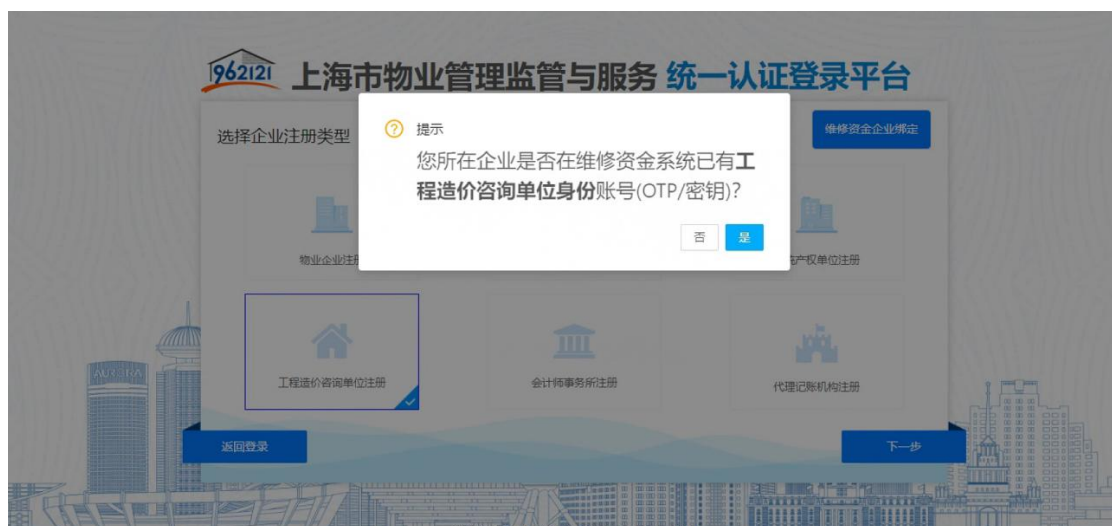 962121 上海市物业管理监管与服务 统一认证登录平台
选择企业注册类型
维修资金企业绑定
提示
您所在企业是否在维修资金系统已有工
程造价咨询单位身份账号(OTP/密钥)?
否 是
物业企业注
产权单位注册
工程造价咨询单位注册
会计师事务所注册
代理记账机构注册
AURORA
返回登录
下一步